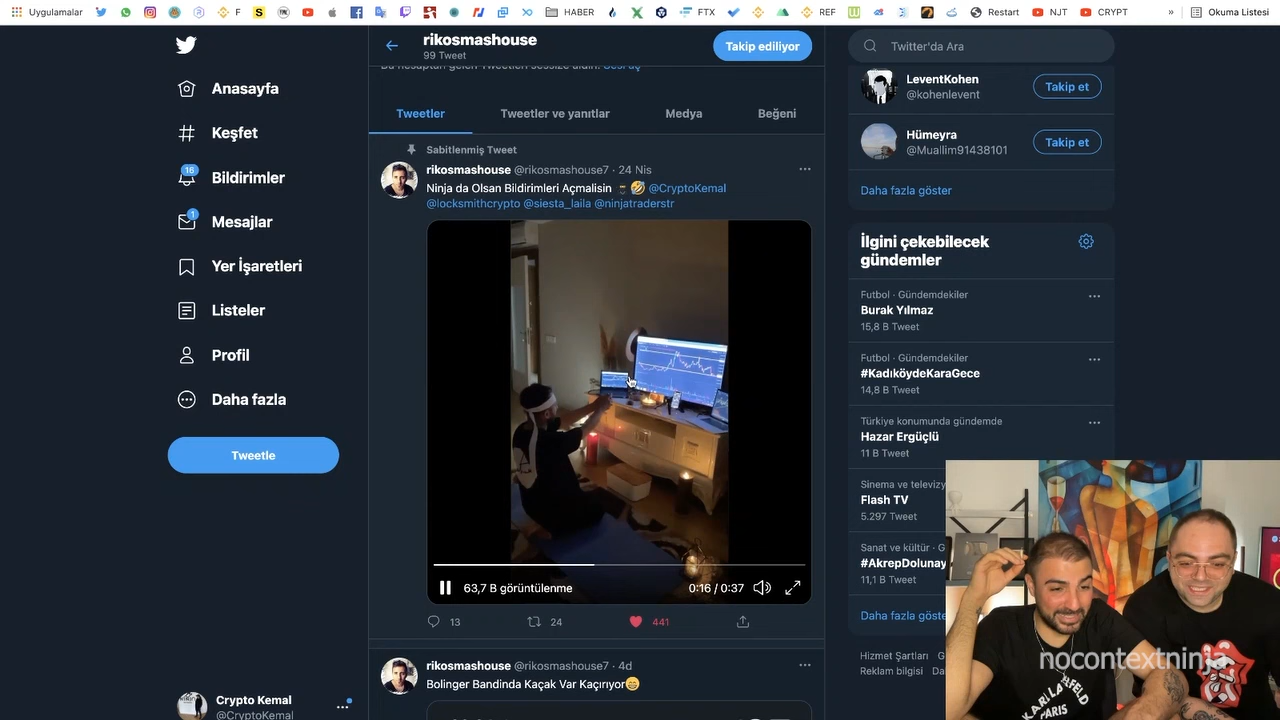 Uygulamalar
F
HABER
FTX
REF
Restart
NJT
CRYPT
»
Okuma Listesi
Anasayfa
Keşfet
16
Bildirimler
1
Mesajlar
Yer İşaretleri
Listeler
Profil
Daha fazla
Tweetle
Crypto Kemal
@CryptoKemal
rikosmashouse
99 Tweet
Takip ediliyor
Tweetler
Tweetler ve yanıtlar
Medya
Beğeni
Sabitlenmiş Tweet
rikosmashouse @rikosmashouse7 · 24 Nis
Ninja da Olsan Bildirimleri Açmalisin @CryptoKemal
@locksmithcrypto @siesta_laila @ninjatraderstr
63,7 B görüntülenme
0:16 / 0:37
13
24
441
rikosmashouse @rikosmashouse7 · 4d
Bolinger Bandinda Kaçak Var Kaçırıyor
Twitter'da Ara
LeventKohen
@kohenlevent
Takip et
Hümeyra
@Muallim91438101
Takip et
Daha fazla göster
İlgini çekebilecek
gündemler
Futbol · Gündemdekiler
Burak Yılmaz
15,8 B Tweet
Futbol · Gündemdekiler
#KadıköydeKaraGece
14,8 B Tweet
Türkiye konumunda gündemde
Hazar Ergüçlü
11 B Tweet
Sinema ve televizy
Flash TV
5.297 Tweet
Sanat ve kültür · G
#AkrepDolunay
11,1 B Tweet
Daha fazla göste
Hizmet Şartları G
Reklam bilgisi Da
nocontextninja
KARL LAGERFELD
PARIS